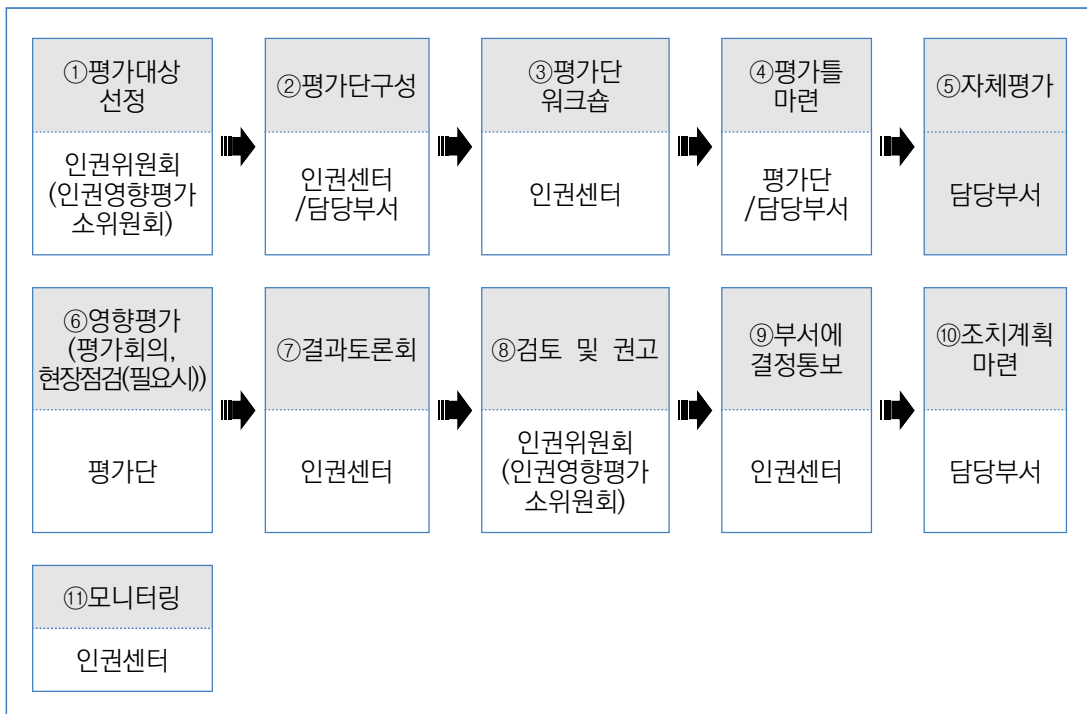 ①평가대상
선정
인권위원회
(인권영향평가
소위원회)
②평가단구성
인권센터
/담당부서
③평가단
워크숍
인권센터
④평가틀
마련
평가단
/담당부서
⑤자체평가
담당부서
⑥영향평가
(평가회의,
현장점검(필요시))
평가단
⑦결과토론회
인권센터
⑧검토 및 권고
인권위원회
(인권영향평가
소위원회)
⑨부서에
결정통보
인권센터
⑩조치계획
마련
담당부서
⑪모니터링
인권센터